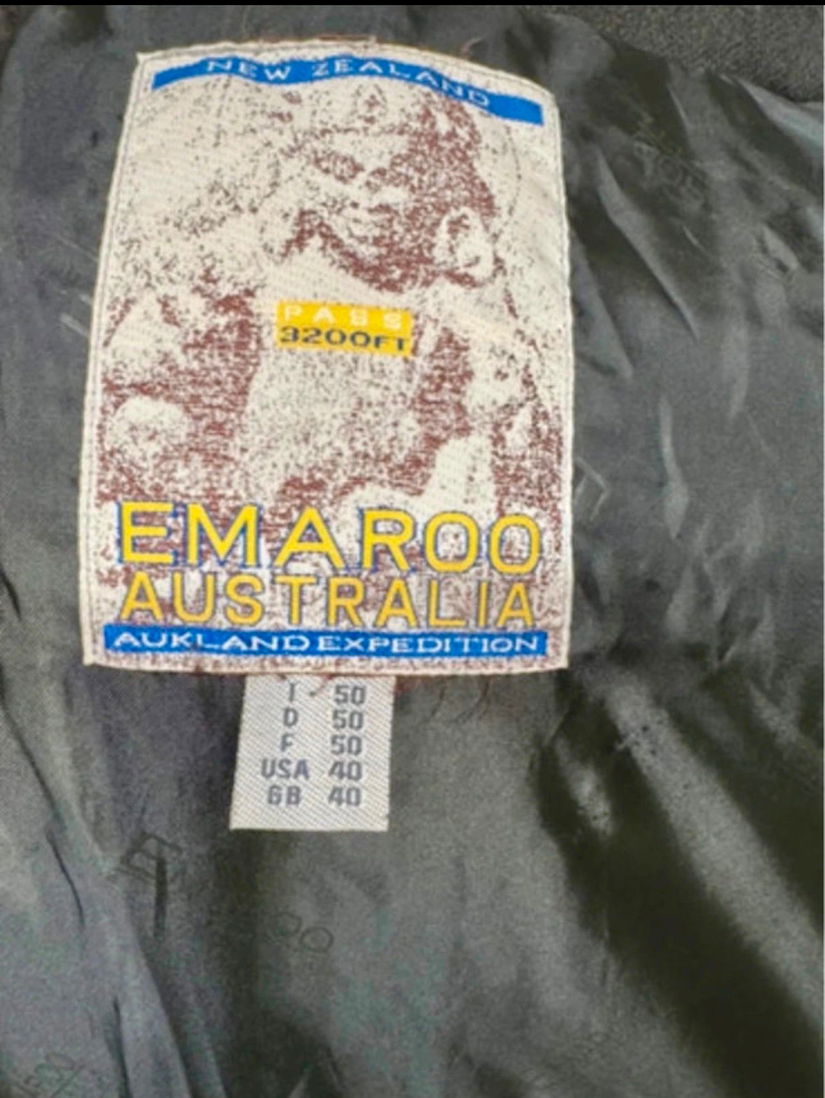 NEW ZEALAND
PASS
3200FT
EMAROO
AUSTRALIA
AUKLAND EXPEDITION
I 50
D 50
F 50
USA 40
GB 40